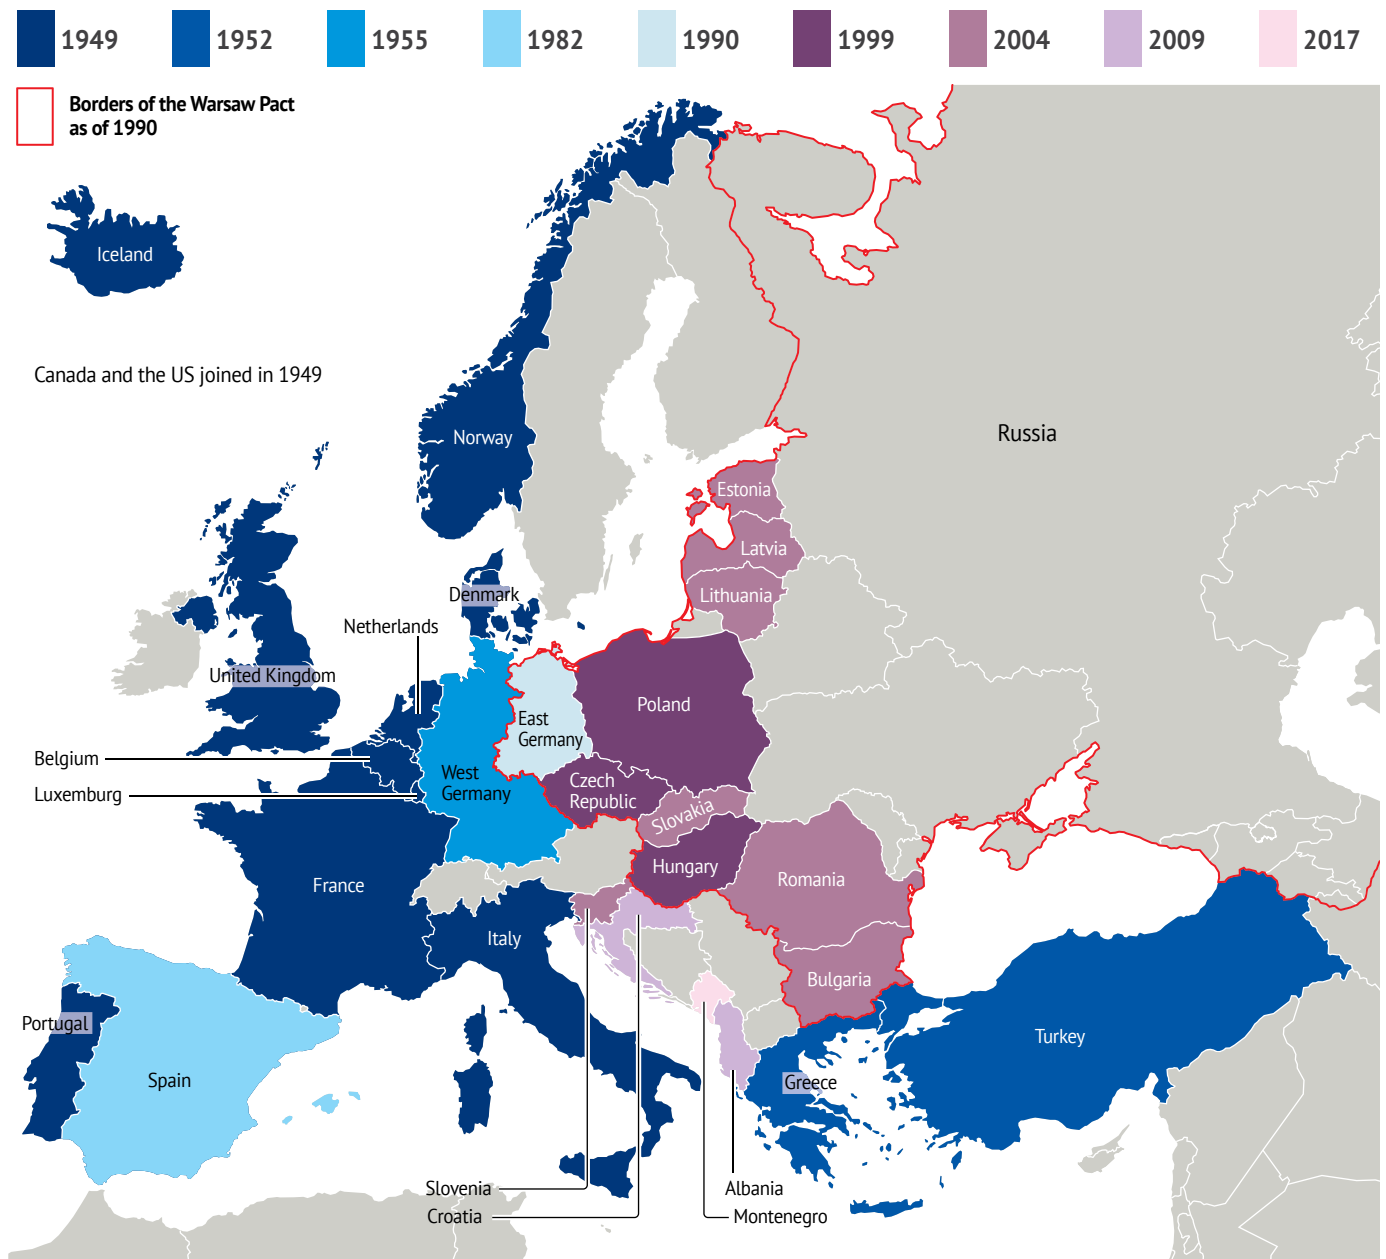 1949 1952 1955 1982 1990 1999 2004 2009 2017
Borders of the Warsaw Pact
as of 1990
Iceland
Canada and the US joined in 1949
Norway
Russia
Estonia
Latvia
Denmark
Lithuania
Netherlands
United Kingdom
Poland
East
Germany
Belgium
West
Germany
Czech
Republic
Luxemburg
Slovakia
Hungary
France
Romania
Italy
Bulgaria
Portugal
Turkey
Spain
Greece
Slovenia
Albania
Croatia
Montenegro